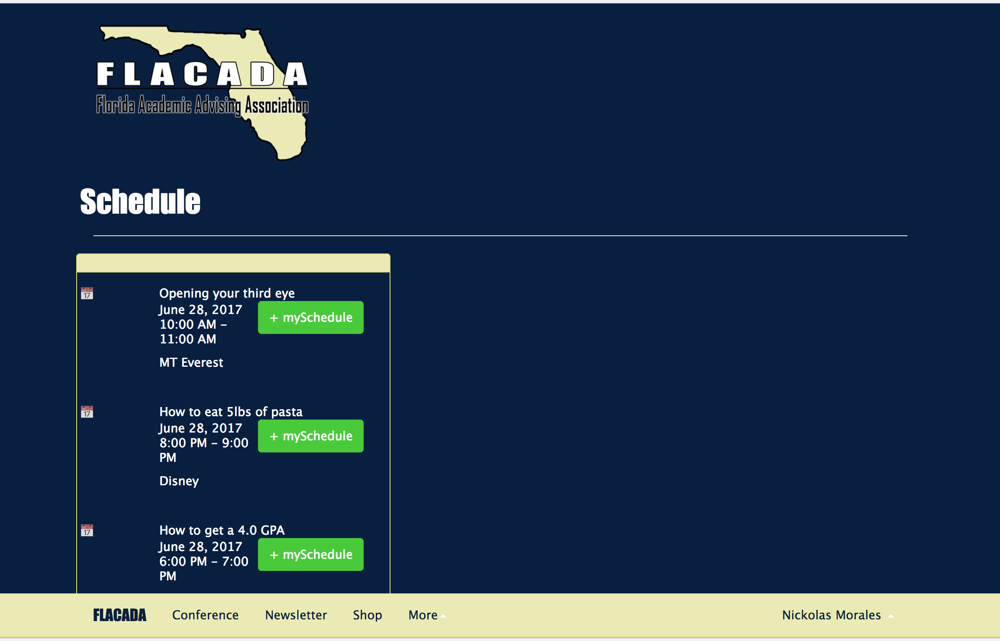 FLACADA
Florida Academic Advising Association
Schedule
17
Opening your third eye
June 28, 2017
10:00 AM –
11:00 AM
+ mySchedule
MT Everest
17
How to eat 5lbs of pasta
June 28, 2017
8:00 PM – 9:00
PM
+ mySchedule
Disney
17
How to get a 4.0 GPA
June 28, 2017
6:00 PM – 7:00
PM
+ mySchedule
FLACADA Conference Newsletter Shop More Nickolas Morales